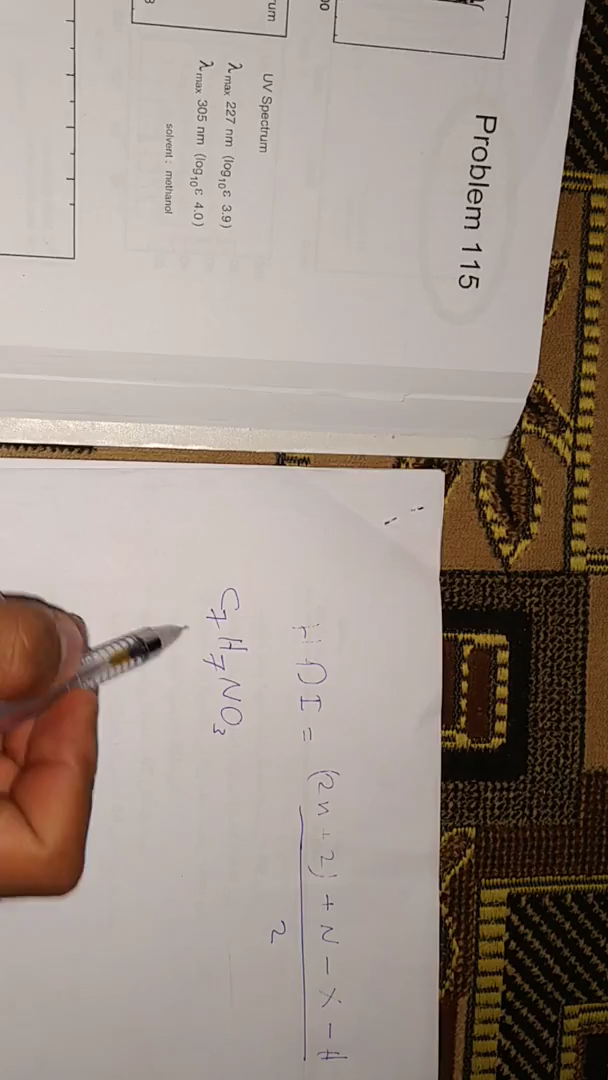 Problem 115
UV Spectrum
λmax 227 nm (log10ε 3.9)
λmax 305 nm (log10ε 4.0)
solvent : methanol
HDI = (2n + 2) + N - X - H
2
C7H7NO3